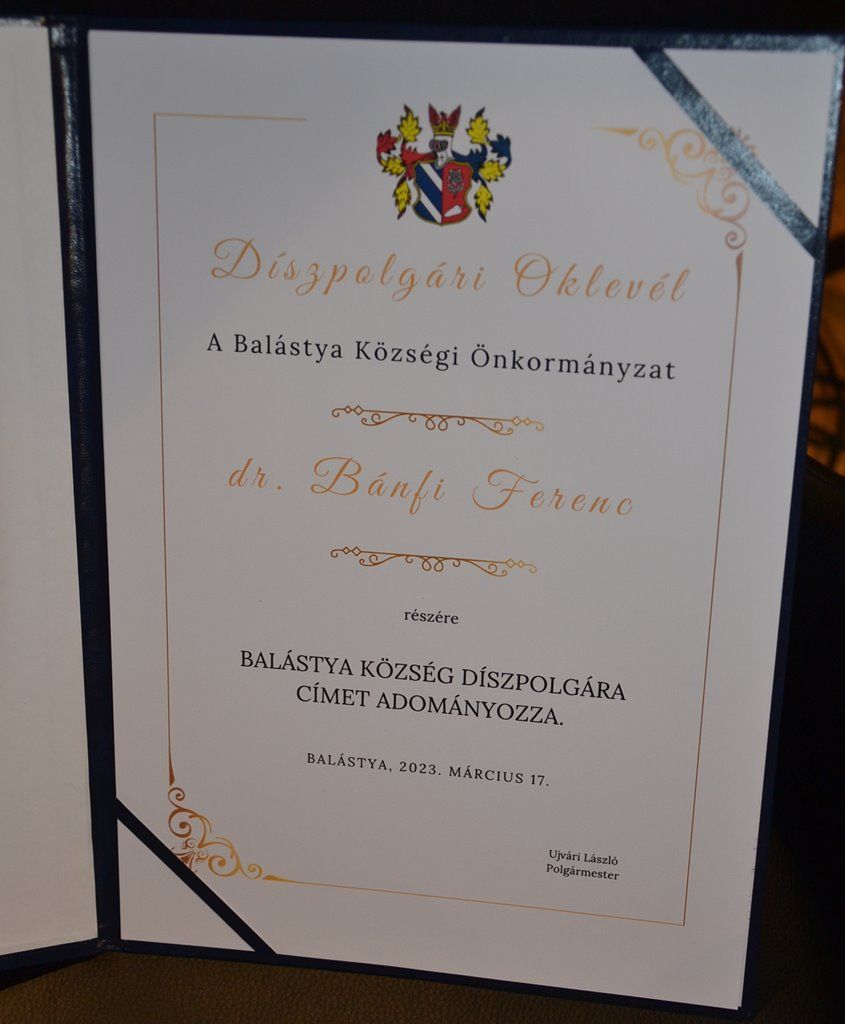 Díszpolgári Oklevél
A Balástya Községi Önkormányzat
dr. Bánfi Ferenc
részére
BALÁSTYA KÖZSÉG DÍSZPOLGÁRA
CÍMET ADOMÁNYOZZA.
BALÁSTYA, 2023. MÁRCIUS 17.
Ujvári László
Polgármester